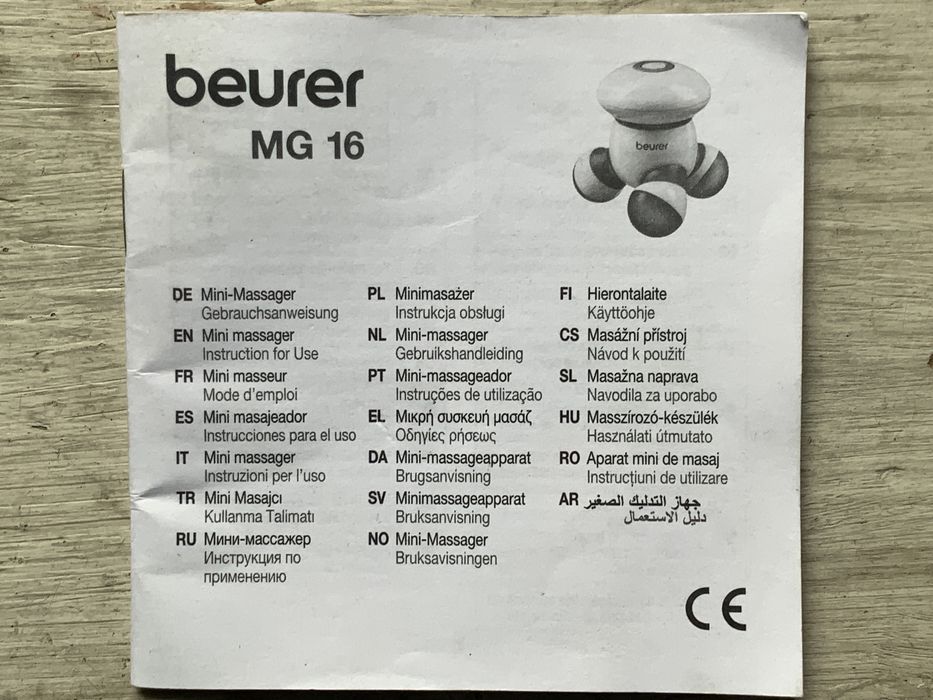 beurer
MG 16
beurer
DE Mini-Massager
Gebrauchsanweisung
EN Mini massager
Instruction for Use
FR Mini masseur
Mode d'emploi
ES Mini masajeador
Instrucciones para el uso
IT Mini massager
Instruzioni per l'uso
TR Mini Masajcı
Kullanma Talimatı
RU Мини-массажер
Инструкция по
применению
PL Minimasażer
Instrukcja obsługi
NL Mini-massager
Gebruikshandleiding
PT Mini-massageador
Instruções de utilização
EL Μικρή συσκευή μασάζ
Οδηγίες ρήσεως
DA Mini-massageapparat
Brugsanvisning
SV Minimassageapparat
Bruksanvisning
NO Mini-Massager
Bruksavisningen
FI Hierontalaite
Käyttöohje
CS Masážní přístroj
Návod k použití
SL Masažna naprava
Navodila za uporabo
HU Masszírozó-készülék
Használati útmutato
RO Aparat mini de masaj
Instrucțiuni de utilizare
AR جهاز التدليك الصغير
دليل الاستعمال
CE